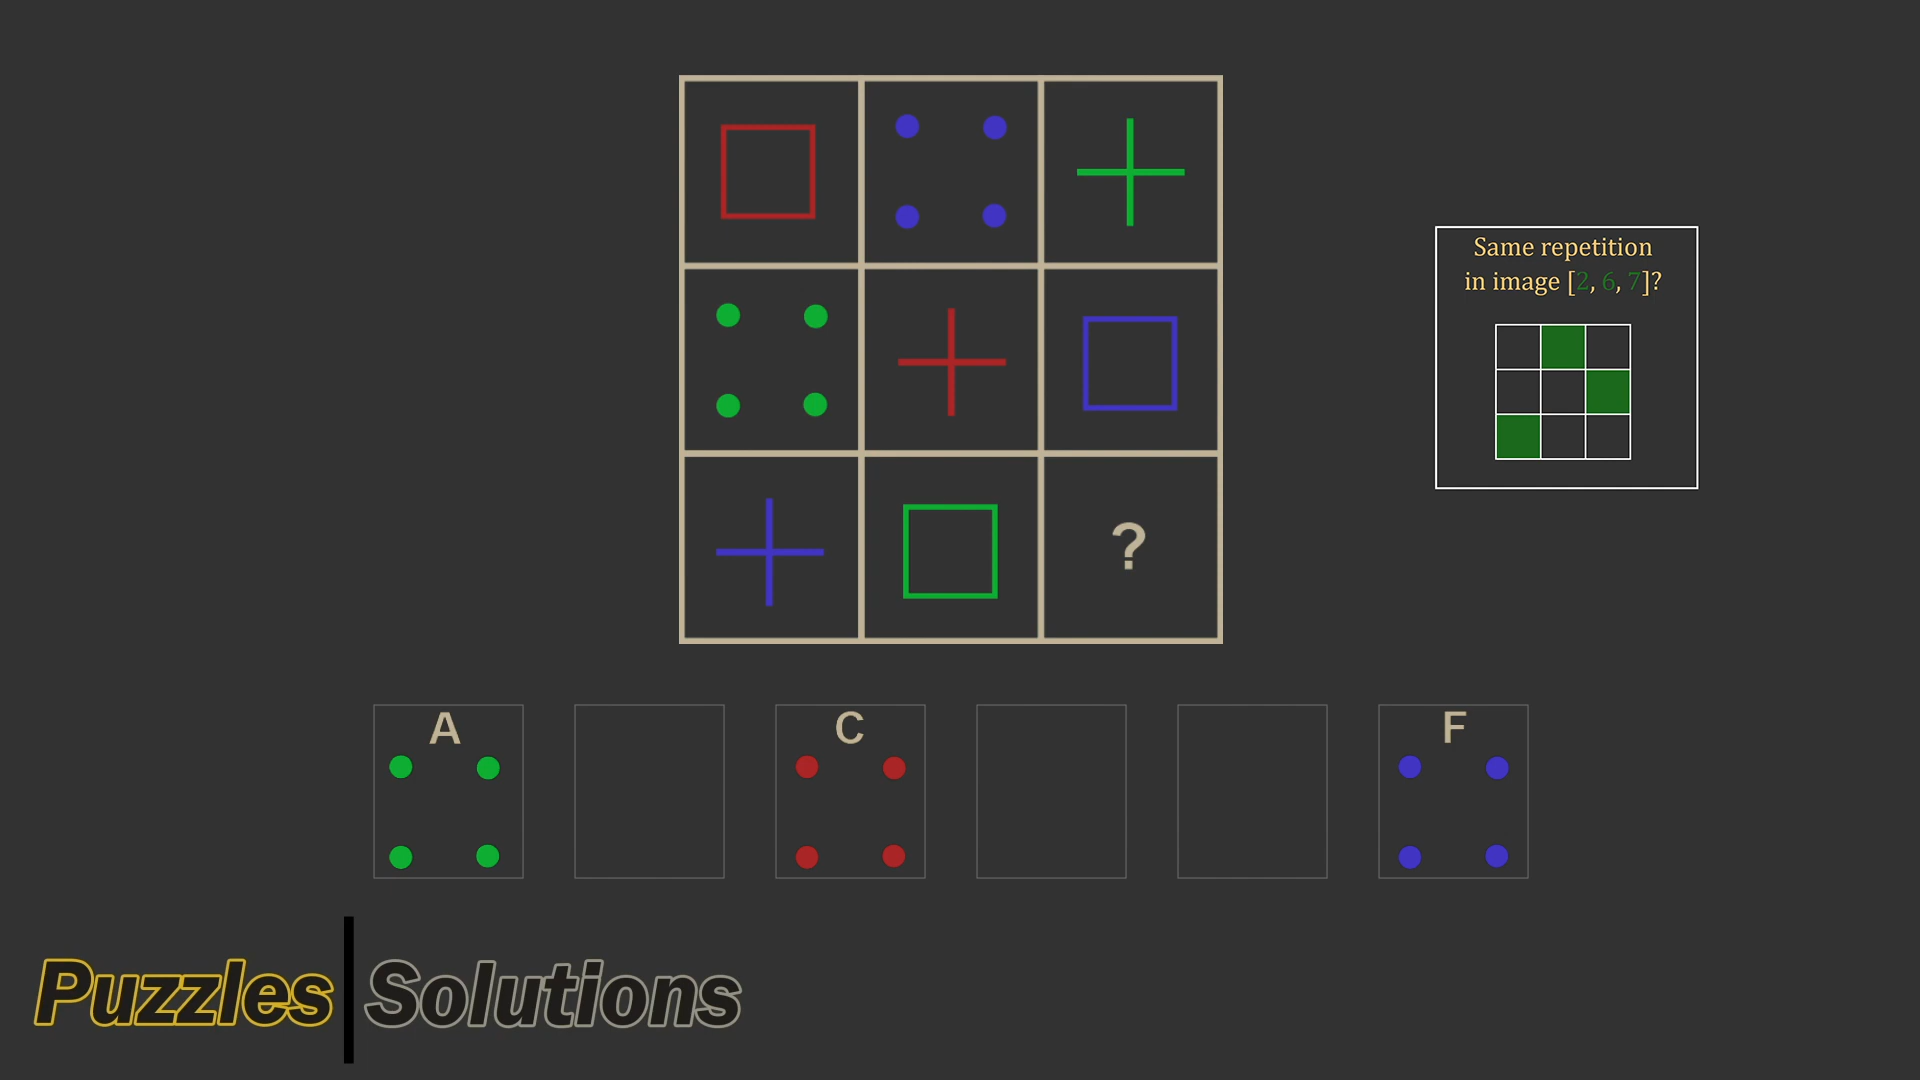 Same repetition
in image [2, 6, 7]?
?
A
C
F
Puzzles Solutions